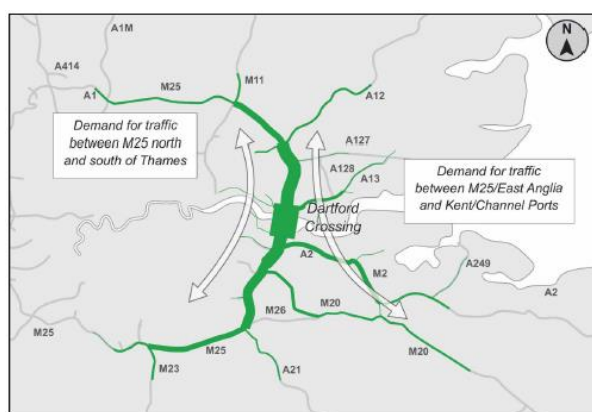 A1M
N
A414
M11
A1
M25
A12
Demand for traffic
between M25 north
and south of Thames
A127
A128
A13
Demand for traffic
between M25/East Anglia
and Kent/Channel Ports
Dartford
Crossing
A2
M2
A249
A2
M20
M26
M25
M25
M20
M23
A21